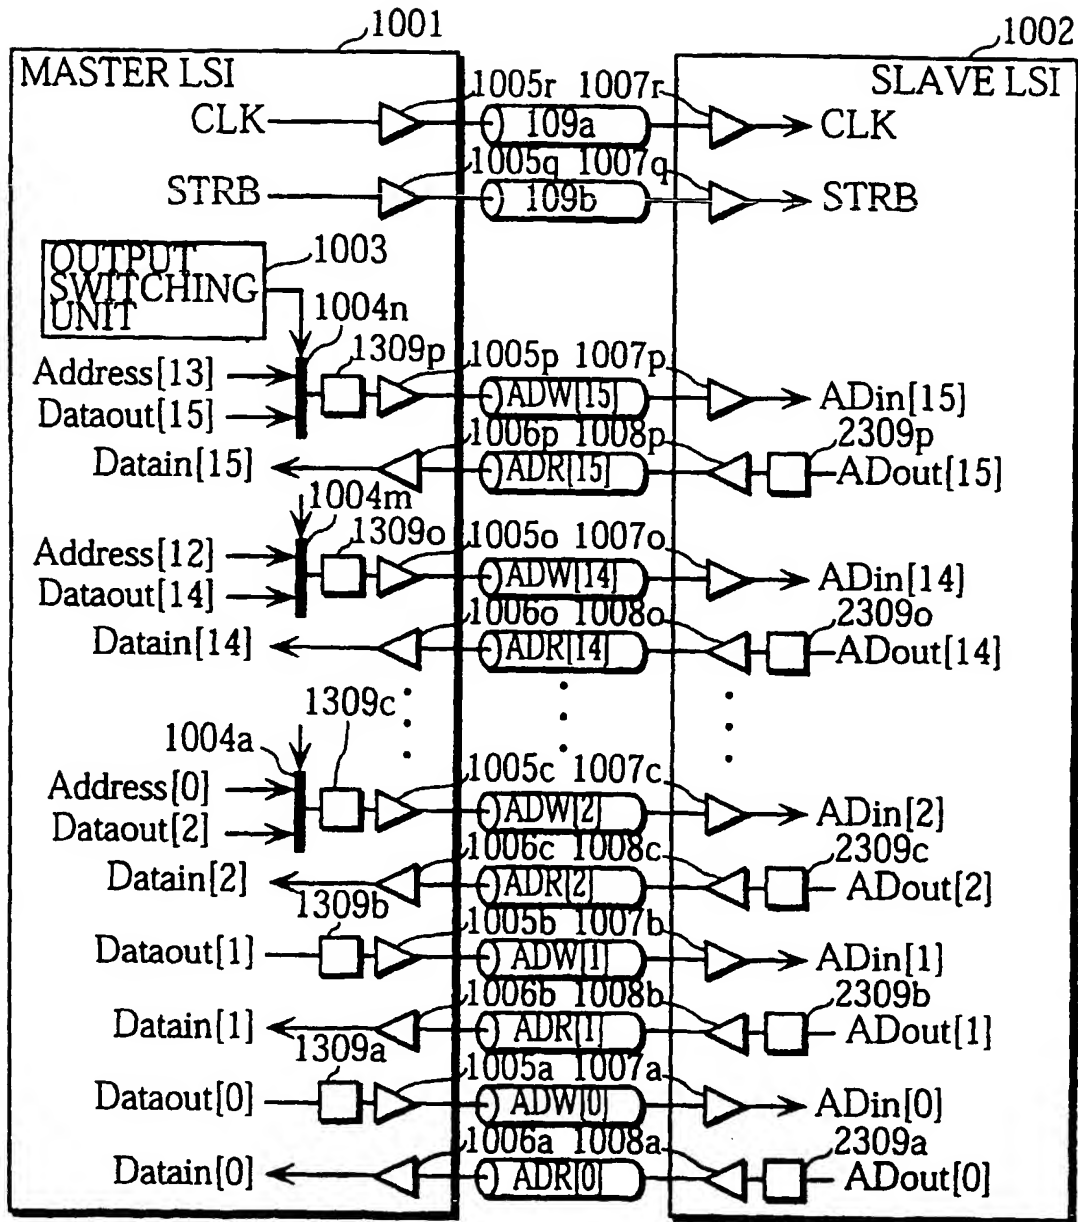 1001
1002
MASTER LSI
SLAVE LSI
1005r 1007r
CLK
109a
CLK
1005q 1007q
STRB
109b
STRB
OUTPUT
SWITCHING
UNIT
1003
1004n
1309p
1005p 1007p
Address[13]
Dataout[15]
ADW[15]
ADin[15]
1006p 1008p
2309p
Datain[15]
ADR[15]
ADout[15]
1004m
1309o
1005o 1007o
Address[12]
Dataout[14]
ADW[14]
ADin[14]
1006o 1008o
2309o
Datain[14]
ADR[14]
ADout[14]
1309c
1004a
1005c 1007c
Address[0]
Dataout[2]
ADW[2]
ADin[2]
1006c 1008c
2309c
Datain[2]
ADR[2]
ADout[2]
1309b
1005b 1007b
Dataout[1]
ADW[1]
ADin[1]
1006b 1008b
2309b
Datain[1]
ADR[1]
ADout[1]
1309a
1005a 1007a
Dataout[0]
ADW[0]
ADin[0]
1006a 1008a
2309a
Datain[0]
ADR[0]
ADout[0]